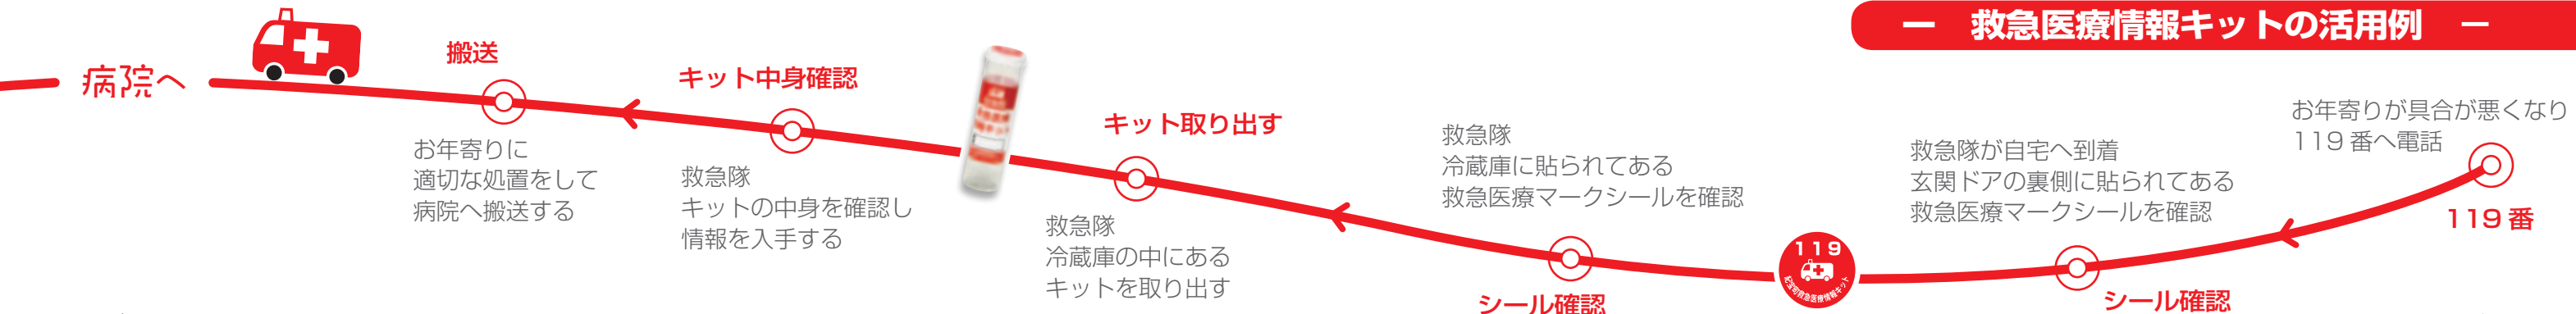 ー 救急医療情報キットの活用例 ー
お年寄りが具合が悪くなり
119番へ電話
119番
救急隊が自宅へ到着
玄関ドアの裏側に貼られてある
救急医療マークシールを確認
シール確認
119
救急隊
冷蔵庫に貼られてある
救急医療マークシールを確認
シール確認
キット取り出す
救急隊
冷蔵庫の中にある
キットを取り出す
キット中身確認
救急隊
キットの中身を確認し
情報を入手する
搬送
お年寄りに
適切な処置をして
病院へ搬送する
病院へ